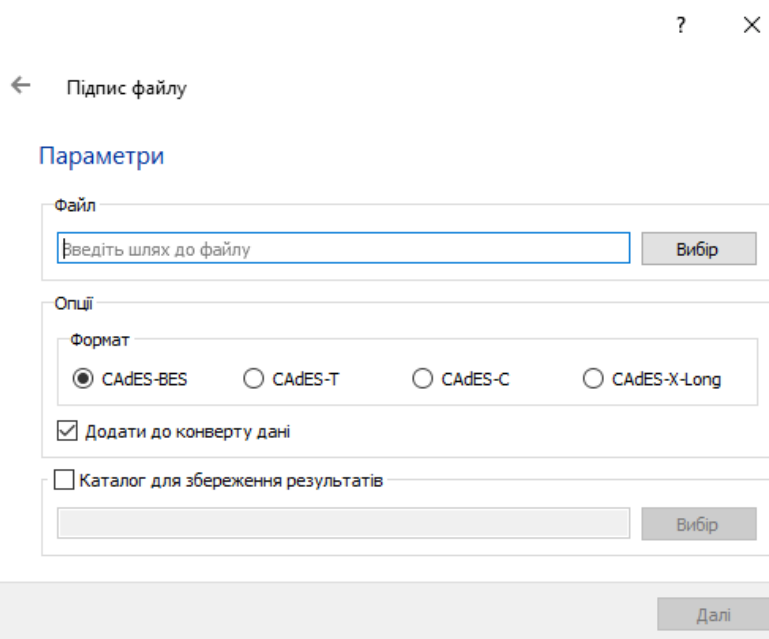 ?
Підпис файлу
Параметри
Файл
Введіть шлях до файлу
Вибір
Опції
Формат
CAdES-BES CAdES-T CAdES-C CAdES-X-Long
Додати до конверту дані
Каталог для збереження результатів
Вибір
Далі